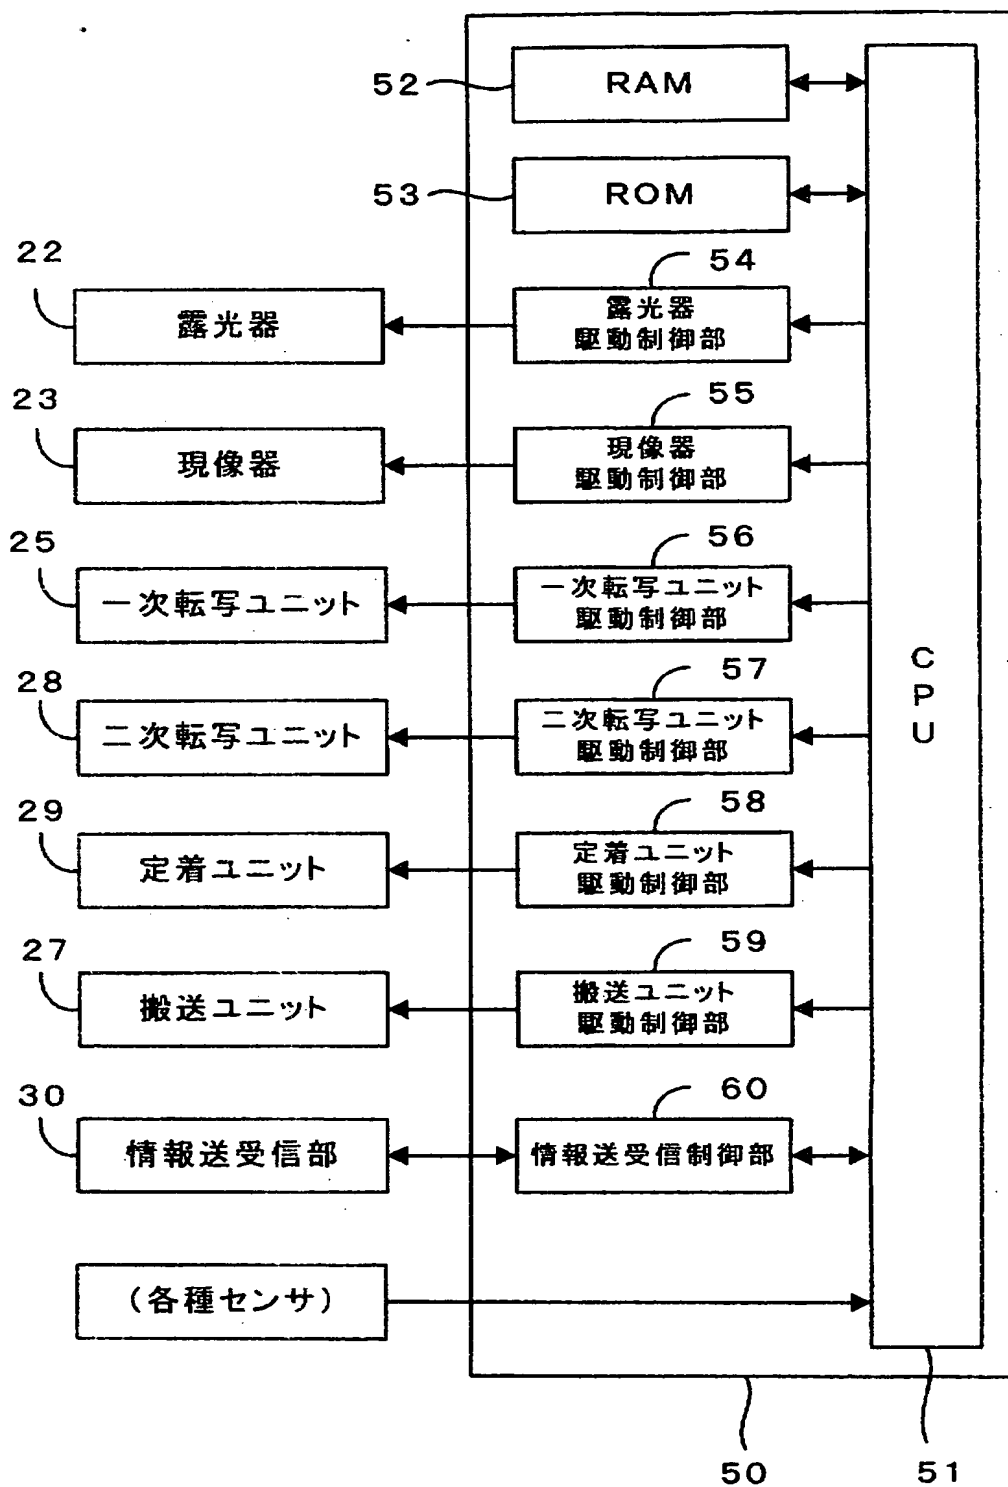 52
RAM
53
ROM
22
露光器
54
露光器
駆動制御部
23
現像器
55
現像器
駆動制御部
25
一次転写ユニット
56
一次転写ユニット
駆動制御部
28
二次転写ユニット
57
二次転写ユニット
駆動制御部
29
定着ユニット
58
定着ユニット
駆動制御部
27
搬送ユニット
59
搬送ユニット
駆動制御部
30
情報送受信部
60
情報送受信制御部
(各種センサ)
CPU
50
51